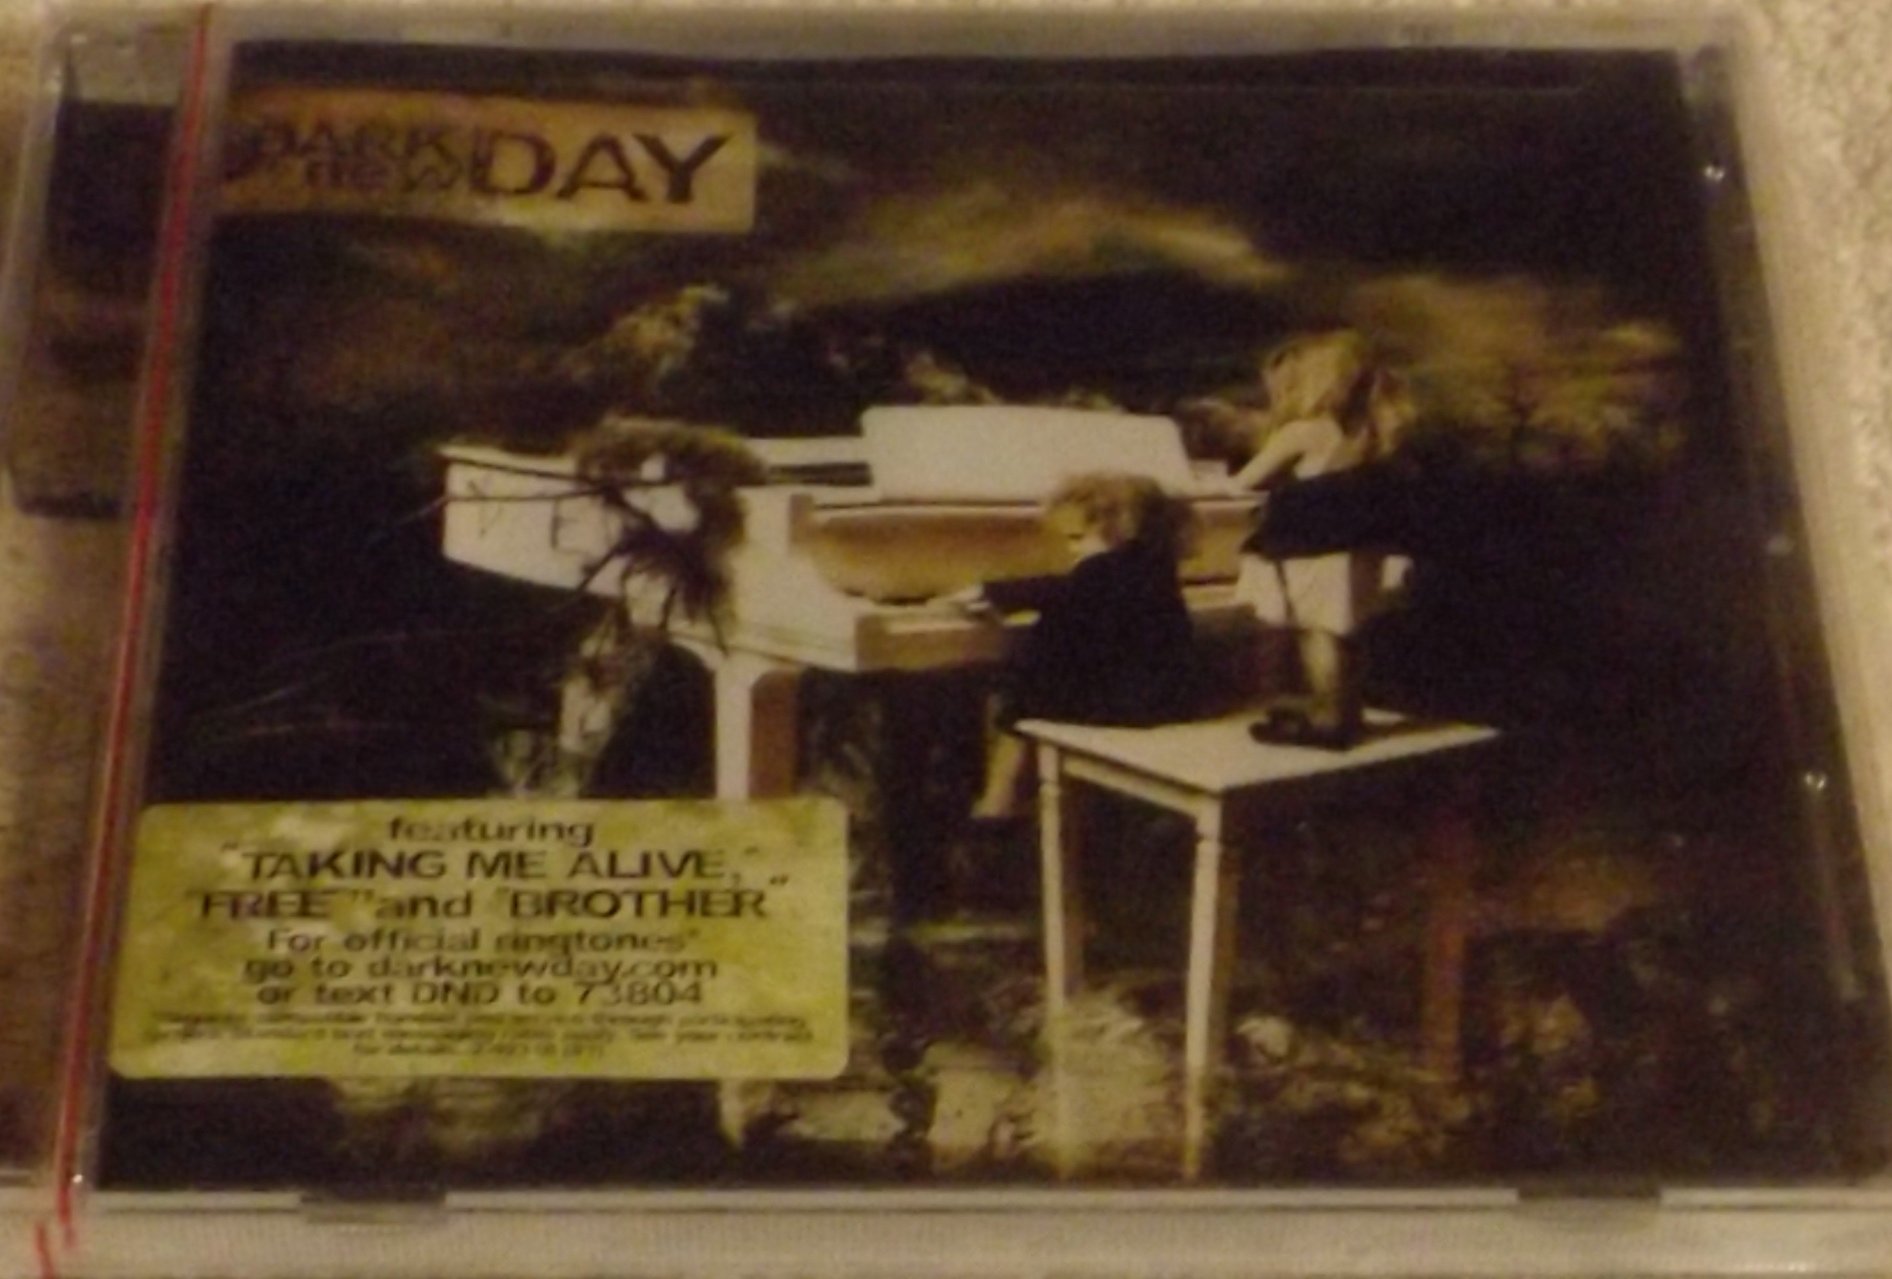 DARK
new DAY
featuring
"TAKING ME ALIVE,"
"FREE" and "BROTHER"
For official ringtones*
go to darknewday.com
or text DND to 73804